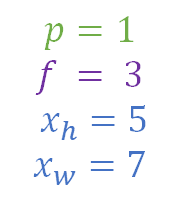 p = 1
f = 3
x_h = 5
x_w = 7